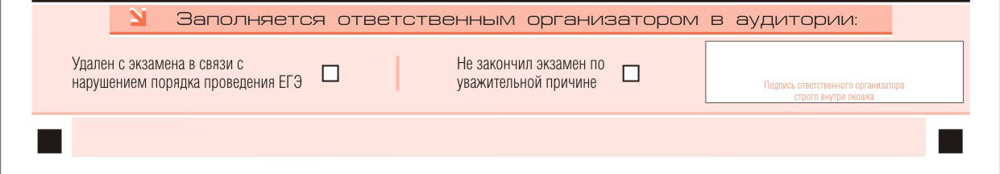 Заполняется ответственным организатором в аудитории:
Удален с экзамена в связи с
нарушением порядка проведения ЕГЭ
Не закончил экзамен по
уважительной причине
Подпись ответственного организатора
строго внутри окошка